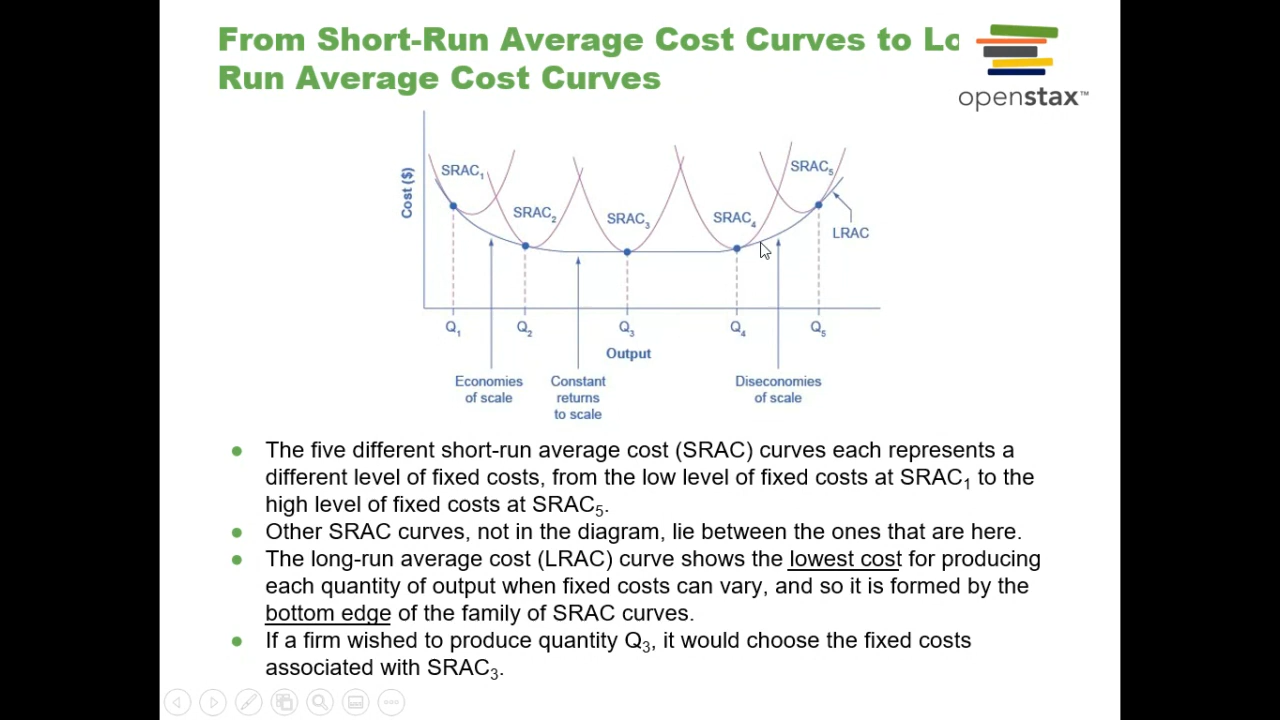 From Short-Run Average Cost Curves to Lo
Run Average Cost Curves
openstax™
Cost ($)
SRAC₁
SRAC₂
SRAC₃
SRAC₄
SRAC₅
LRAC
Q₁
Q₂
Q₃
Q₄
Q₅
Output
Economies
of scale
Constant
returns
to scale
Diseconomies
of scale
● The five different short-run average cost (SRAC) curves each represents a
different level of fixed costs, from the low level of fixed costs at SRAC₁ to the
high level of fixed costs at SRAC₅.
● Other SRAC curves, not in the diagram, lie between the ones that are here.
● The long-run average cost (LRAC) curve shows the lowest cost for producing
each quantity of output when fixed costs can vary, and so it is formed by the
bottom edge of the family of SRAC curves.
● If a firm wished to produce quantity Q₃, it would choose the fixed costs
associated with SRAC₃.